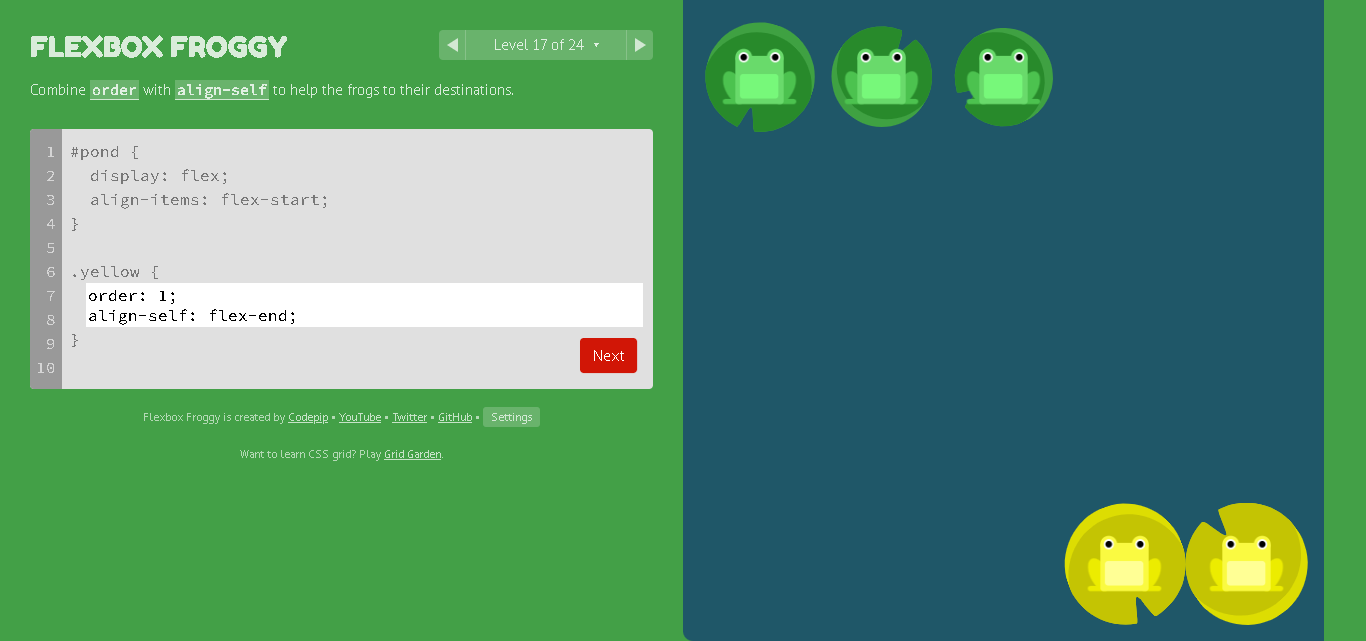 FLEXBOX FROGGY
Level 17 of 24 ▾
Combine order with align-self to help the frogs to their destinations.
1 #pond {
2 display: flex;
3 align-items: flex-start;
4 }
5
6 .yellow {
7 order: 1;
8 align-self: flex-end;
9 }
10
Next
Flexbox Froggy is created by Codepip • YouTube • Twitter • GitHub • Settings
Want to learn CSS grid? Play Grid Garden.